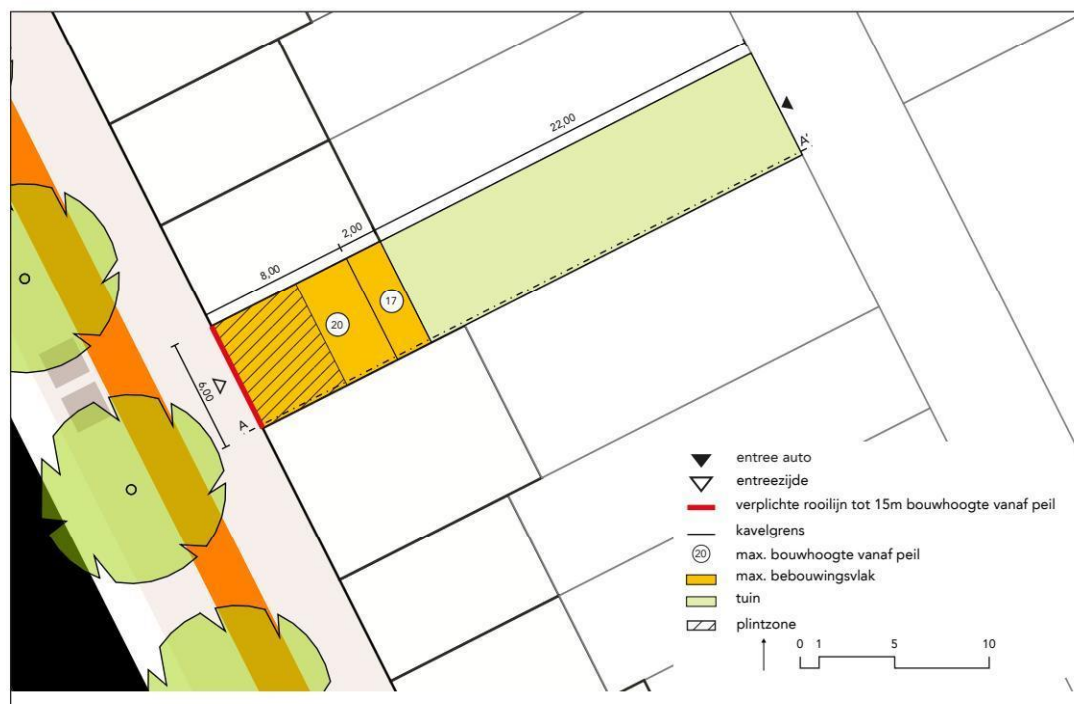 22,00
A'
2,00
8,00
17
20
6,00
A
entree auto
entreezijde
verplichte rooilijn tot 15m bouwhoogte vanaf peil
kavelgrens
20 max. bouwhoogte vanaf peil
max. bebouwingsvlak
tuin
plintzone
0 1 5 10